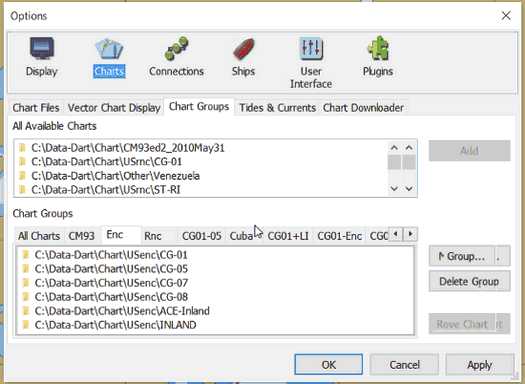 Options
Display
Charts
Connections
Ships
User
Interface
Plugins
Chart Files
Vector Chart Display
Chart Groups
Tides & Currents
Chart Downloader
All Available Charts
C:\Data-Dart\Chart\CM93ed2_2010May31
C:\Data-Dart\Chart\USrnc\CG-01
C:\Data-Dart\Chart\Other\Venezuela
C:\Data-Dart\Chart\USrnc\ST-RI
Add
Chart Groups
All Charts
CM93
Enc
Rnc
CG01-05
Cuba
CG01+LI
CG01-Enc
C:\Data-Dart\Chart\USenc\CG-01
C:\Data-Dart\Chart\USenc\CG-05
C:\Data-Dart\Chart\USenc\CG-07
C:\Data-Dart\Chart\USenc\CG-08
C:\Data-Dart\Chart\USenc\ACE-Inland
C:\Data-Dart\Chart\USenc\INLAND
Group...
Delete Group
Chart
OK
Cancel
Apply